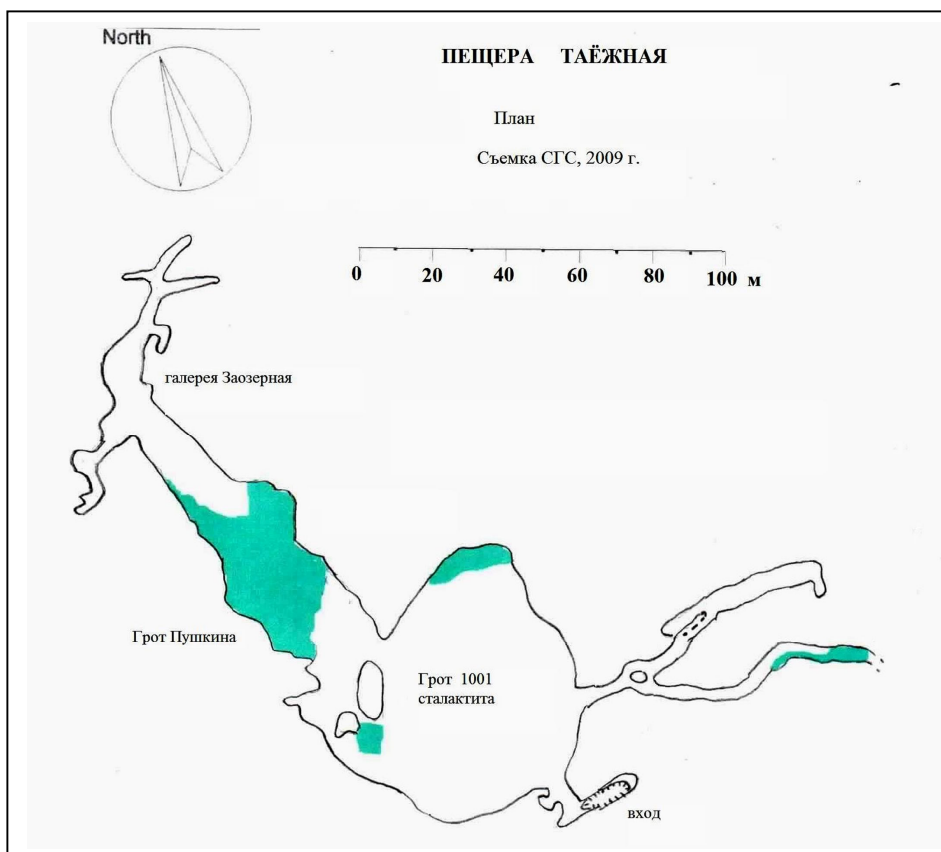 North
ПЕЩЕРА ТАЁЖНАЯ
План
Съемка СГС, 2009 г.
0 20 40 60 80 100 м
галерея Заозерная
Грот Пушкина
Грот 1001
сталактита
вход